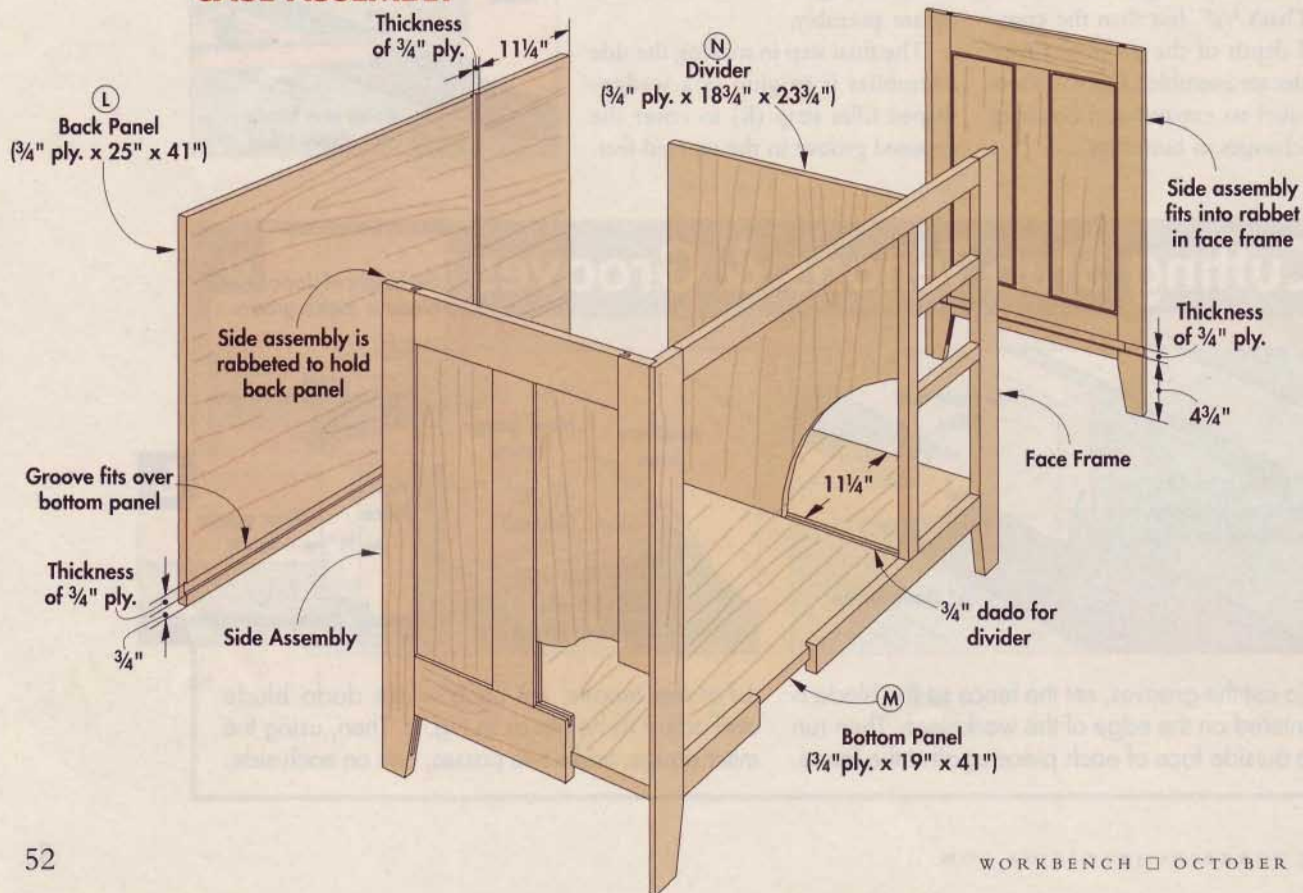 CASE ASSEMBLY
Thickness
of ¾" ply.
11¼"
L
Back Panel
(¾" ply. x 25" x 41")
N
Divider
(¾" ply. x 18¾" x 23¾")
Side assembly
fits into rabbet
in face frame
Thickness
of ¾" ply.
4¾"
Side assembly is
rabbeted to hold
back panel
Groove fits over
bottom panel
Thickness
of ¾" ply.
¾"
Side Assembly
11¼"
Face Frame
¾" dado for
divider
M
Bottom Panel
(¾"ply. x 19" x 41")
52
WORKBENCH □ OCTOBER